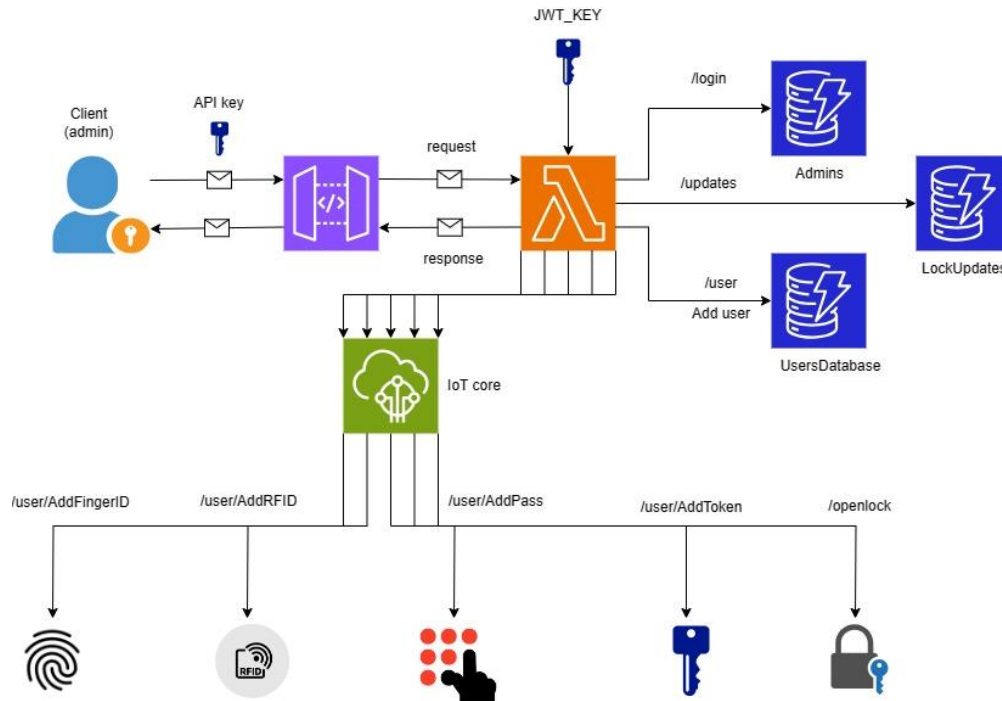 JWT_KEY
/login
Client
(admin)
API key
request
</>
Admins
/updates
response
LockUpdates
/user
Add user
UsersDatabase
IoT core
/user/AddFingerID
/user/AddRFID
/user/AddPass
/user/AddToken
/openlock
RFID